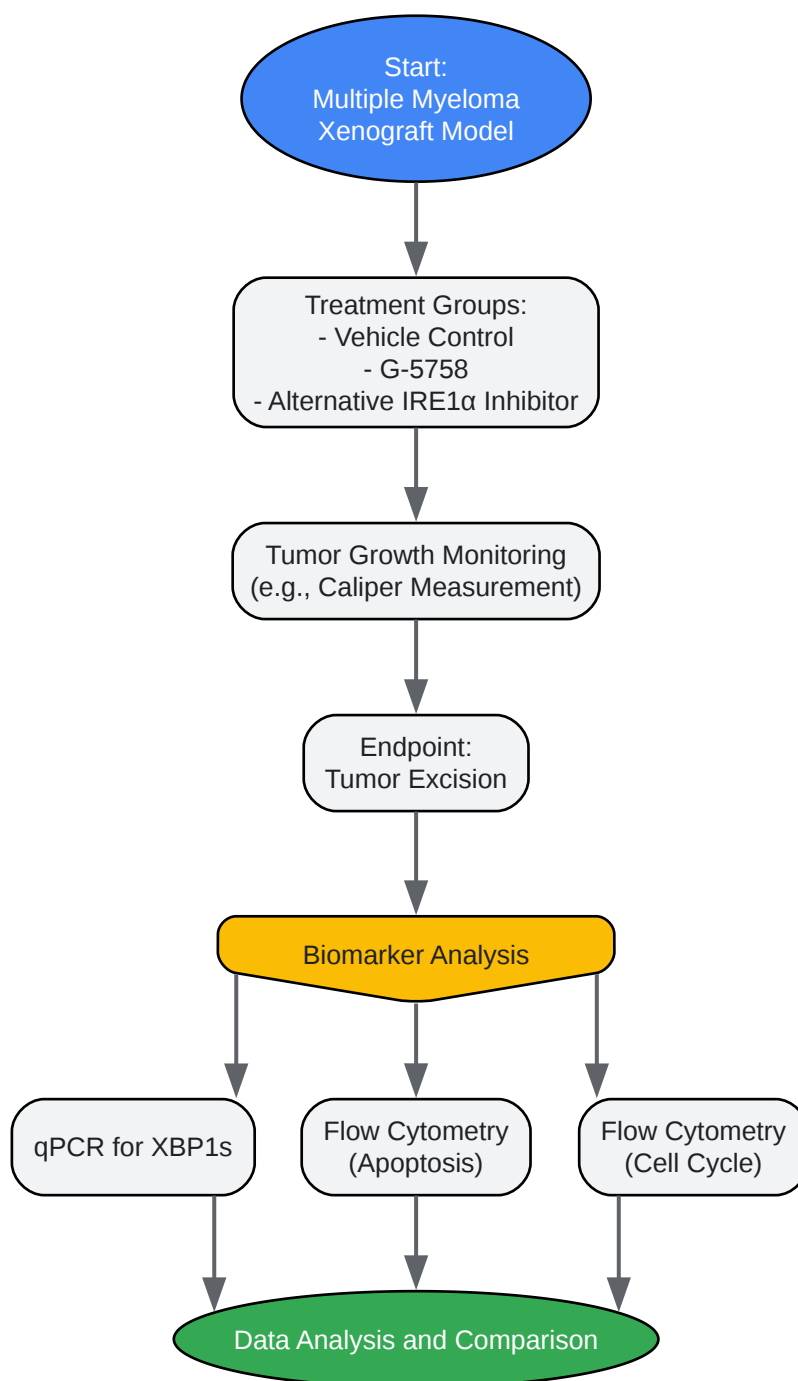 Start:
Multiple Myeloma
Xenograft Model
Treatment Groups:
- Vehicle Control
- G-5758
- Alternative IRE1α Inhibitor
Tumor Growth Monitoring
(e.g., Caliper Measurement)
Endpoint:
Tumor Excision
Biomarker Analysis
qPCR for XBP1s
Flow Cytometry
(Apoptosis)
Flow Cytometry
(Cell Cycle)
Data Analysis and Comparison